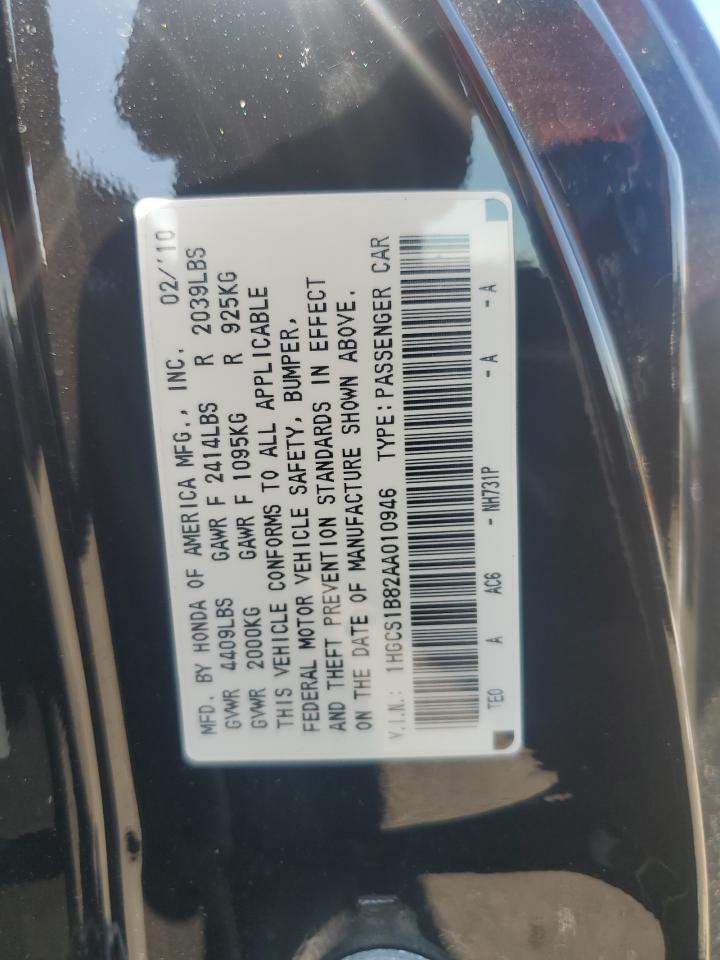 MFD. BY HONDA OF AMERICA MFG., INC. 02/'10
GVWR 4409LBS GAWR F 2414LBS R 2039LBS
GVWR 2000KG GAWR F 1095KG R 925KG
THIS VEHICLE CONFORMS TO ALL APPLICABLE
FEDERAL MOTOR VEHICLE SAFETY, BUMPER,
AND THEFT PREVENTION STANDARDS IN EFFECT
ON THE DATE OF MANUFACTURE SHOWN ABOVE.
V.I.N.: 1HGCS1B82AA010946 TYPE: PASSENGER CAR
TE0 A AC6 - NH731P - A - A